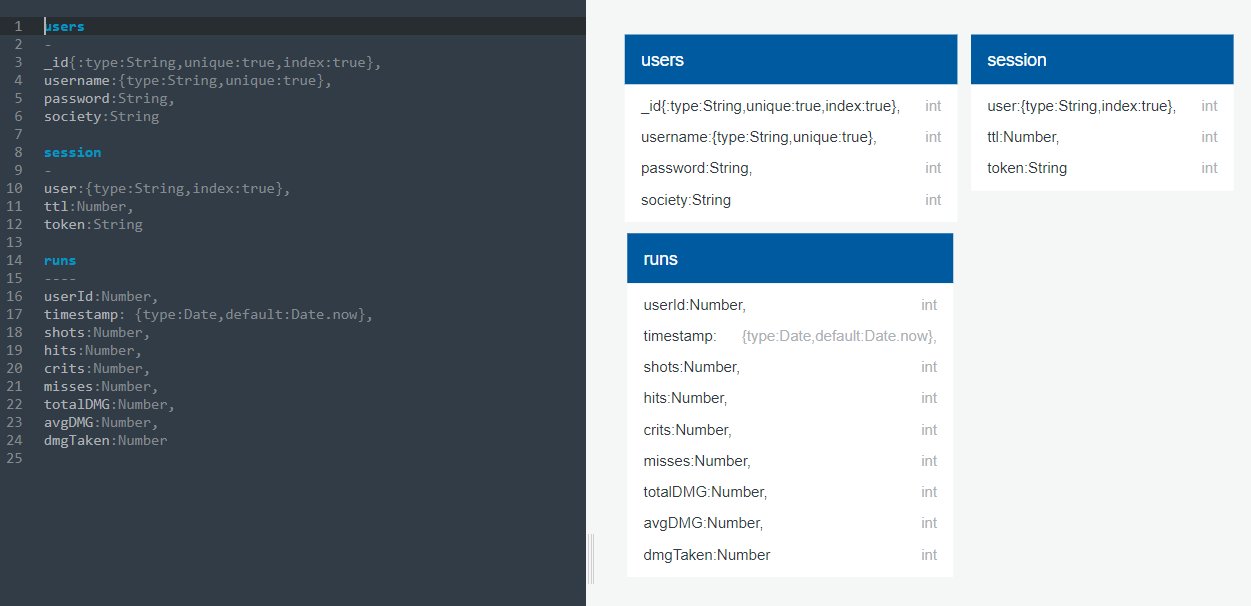 1 users
2 -
3 _id{:type:String,unique:true,index:true},
4 username:{type:String,unique:true},
5 password:String,
6 society:String
7
8 session
9 -
10 user:{type:String,index:true},
11 ttl:Number,
12 token:String
13
14 runs
15 ----
16 userId:Number,
17 timestamp: {type:Date,default:Date.now},
18 shots:Number,
19 hits:Number,
20 crits:Number,
21 misses:Number,
22 totalDMG:Number,
23 avgDMG:Number,
24 dmgTaken:Number
25
users
_id{:type:String,unique:true,index:true}, int
username:{type:String,unique:true}, int
password:String, int
society:String int
session
user:{type:String,index:true}, int
ttl:Number, int
token:String int
runs
userId:Number, int
timestamp: {type:Date,default:Date.now},
shots:Number, int
hits:Number, int
crits:Number, int
misses:Number, int
totalDMG:Number, int
avgDMG:Number, int
dmgTaken:Number int